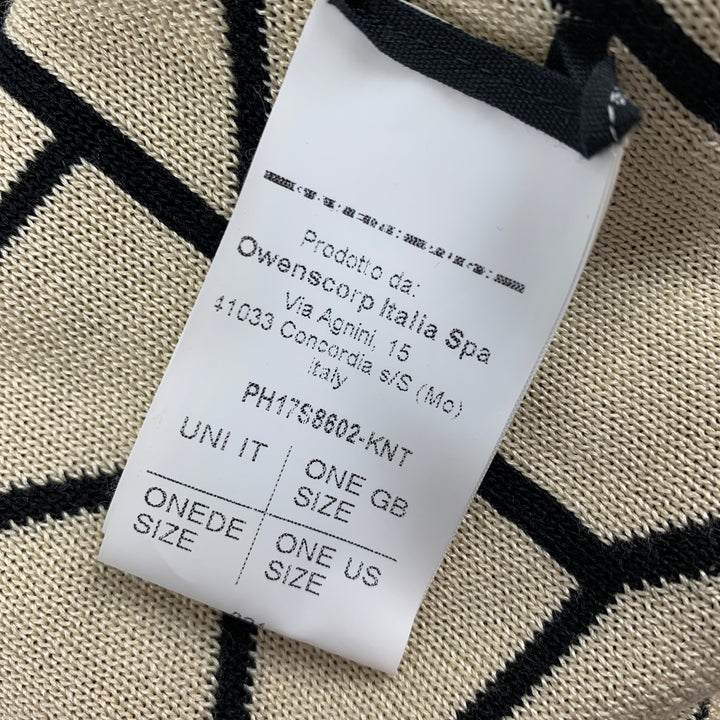 Prodotto da:
Owenscorp Italia Spa
Via Agnini, 15
41033 Concordia s/S (Mo)
Italy
PH17S8602-KNT
UNI IT
ONE GB
SIZE
ONEDE
SIZE
ONE US
SIZE